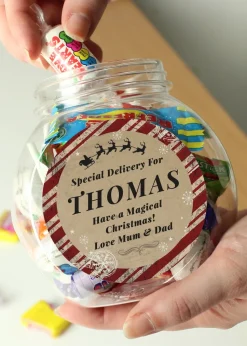 Special Delivery For
THOMAS
Have a Magical
Christmas!
Love Mum & Dad